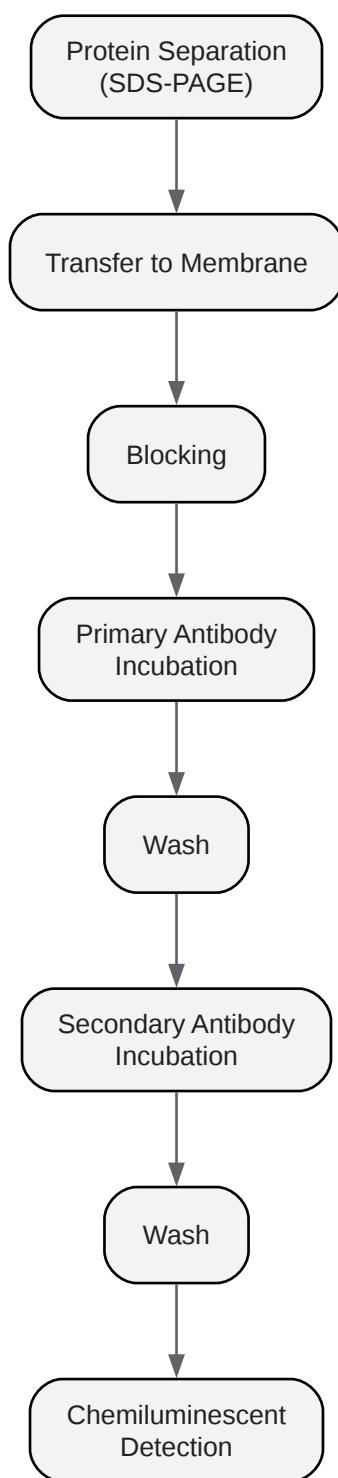 Protein Separation
(SDS-PAGE)
Transfer to Membrane
Blocking
Primary Antibody
Incubation
Wash
Secondary Antibody
Incubation
Wash
Chemiluminescent
Detection